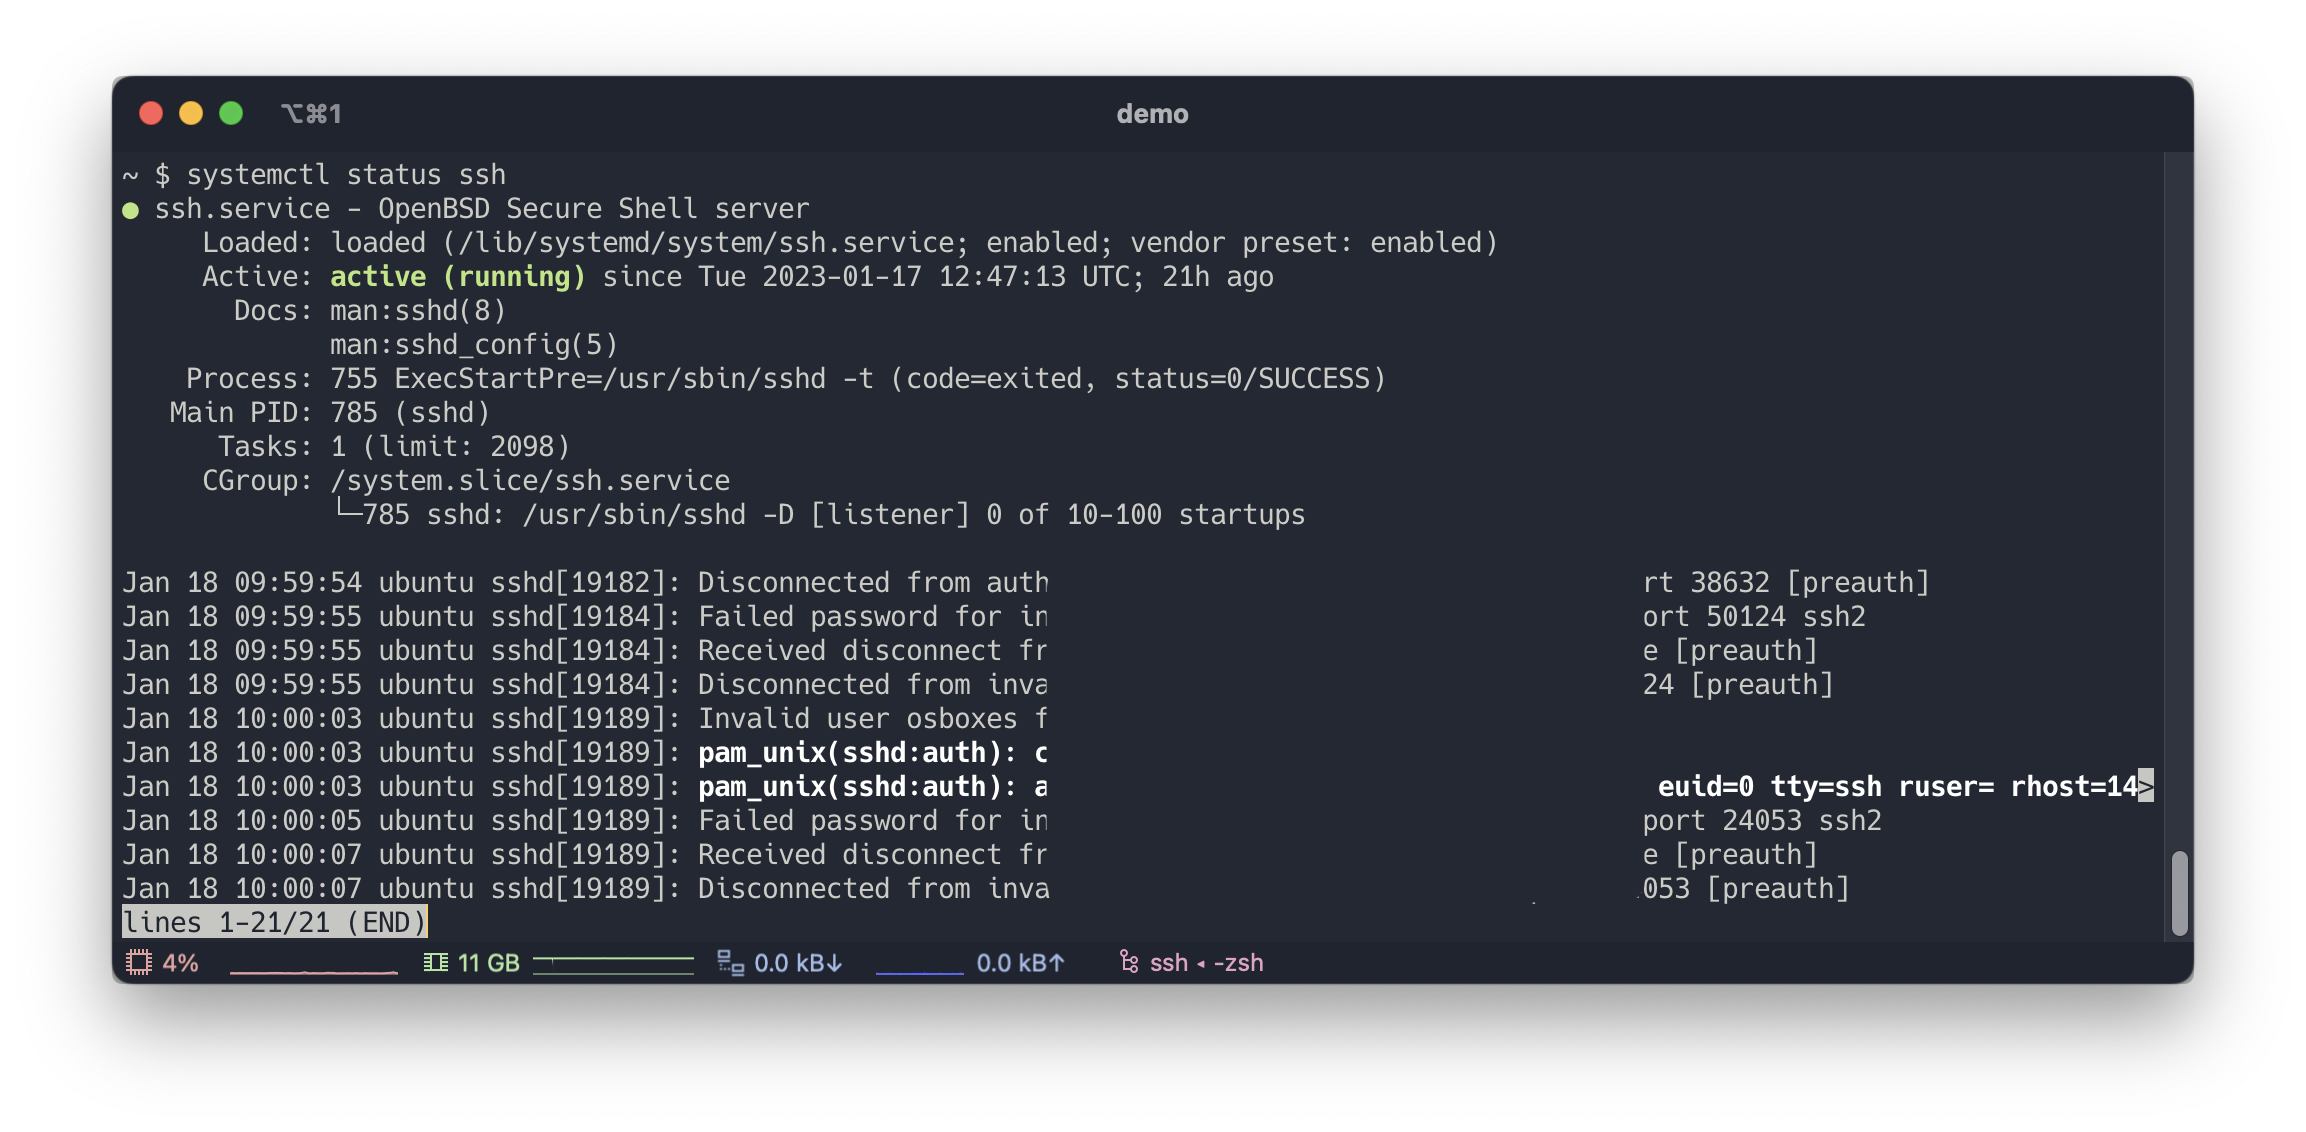 ⌥⌘1 demo
~ $ systemctl status ssh
● ssh.service - OpenBSD Secure Shell server
Loaded: loaded (/lib/systemd/system/ssh.service; enabled; vendor preset: enabled)
Active: active (running) since Tue 2023-01-17 12:47:13 UTC; 21h ago
Docs: man:sshd(8)
man:sshd_config(5)
Process: 755 ExecStartPre=/usr/sbin/sshd -t (code=exited, status=0/SUCCESS)
Main PID: 785 (sshd)
Tasks: 1 (limit: 2098)
CGroup: /system.slice/ssh.service
└─785 sshd: /usr/sbin/sshd -D [listener] 0 of 10-100 startups
Jan 18 09:59:54 ubuntu sshd[19182]: Disconnected from auth rt 38632 [preauth]
Jan 18 09:59:55 ubuntu sshd[19184]: Failed password for in ort 50124 ssh2
Jan 18 09:59:55 ubuntu sshd[19184]: Received disconnect fr e [preauth]
Jan 18 09:59:55 ubuntu sshd[19184]: Disconnected from inva 24 [preauth]
Jan 18 10:00:03 ubuntu sshd[19189]: Invalid user osboxes f
Jan 18 10:00:03 ubuntu sshd[19189]: pam_unix(sshd:auth): c
Jan 18 10:00:03 ubuntu sshd[19189]: pam_unix(sshd:auth): a euid=0 tty=ssh ruser= rhost=14>
Jan 18 10:00:05 ubuntu sshd[19189]: Failed password for in port 24053 ssh2
Jan 18 10:00:07 ubuntu sshd[19189]: Received disconnect fr e [preauth]
Jan 18 10:00:07 ubuntu sshd[19189]: Disconnected from inva 053 [preauth]
lines 1-21/21 (END)
4% 11 GB 0.0 kB↓ 0.0 kB↑ ssh ◂ -zsh